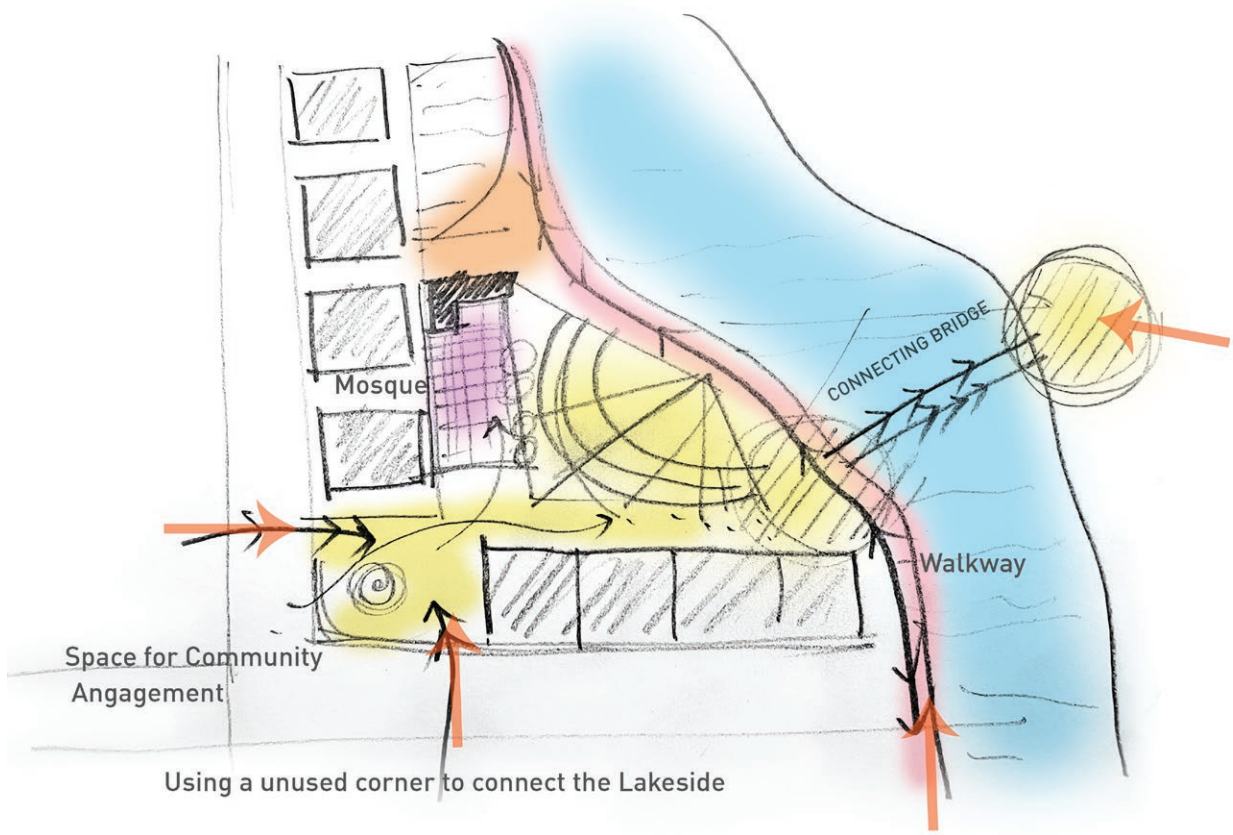 CONNECTING BRIDGE
Mosque
Walkway
Space for Community
Angagement
Using a unused corner to connect the Lakeside